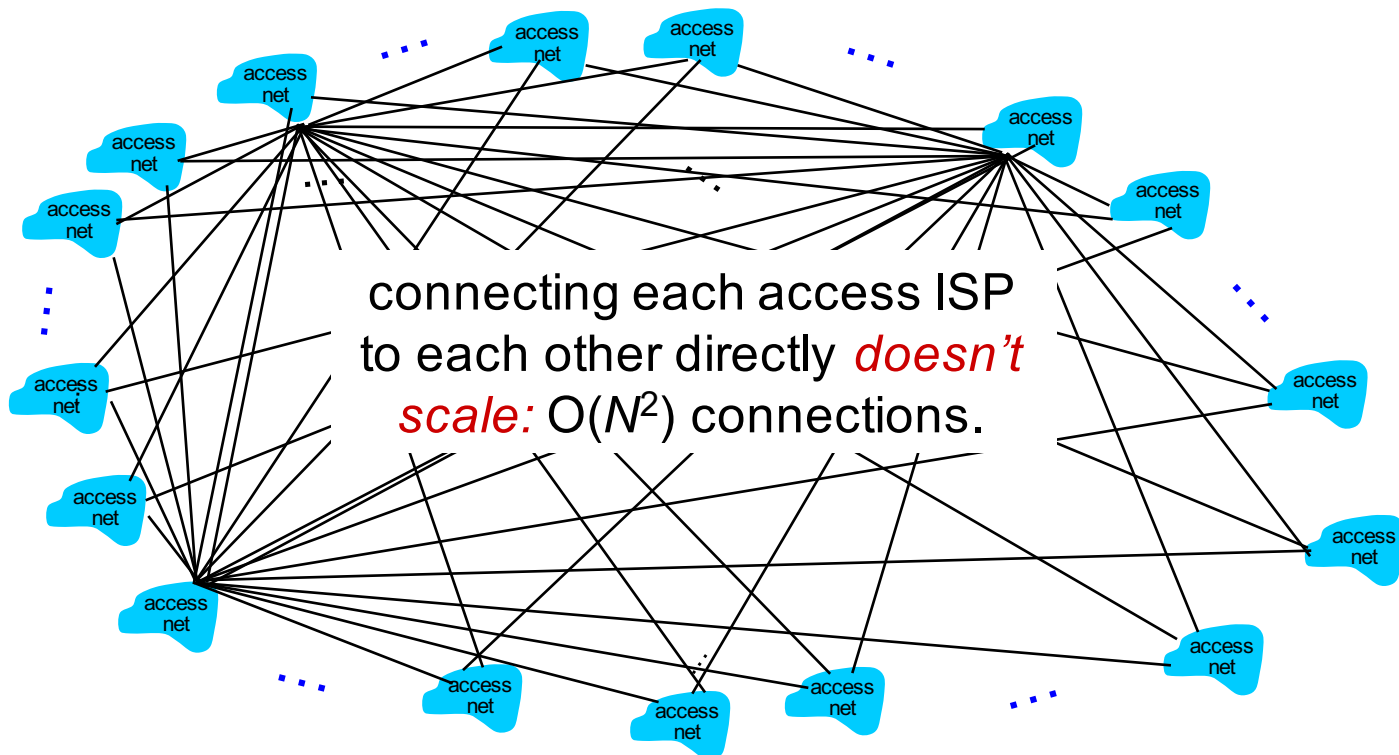 access
net
access
net
access
net
access
net
access
net
access
net
access
net
access
net
connecting each access ISP
to each other directly doesn’t
scale: O(N²) connections.
access
net
access
net
access
net
access
net
access
net
access
net
access
net
access
net
access
net